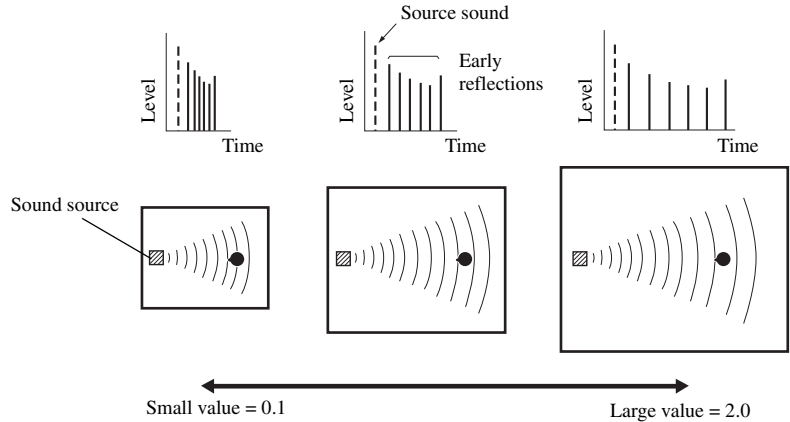 Source sound
Early
reflections
Level
Time
Level
Time
Level
Time
Sound source
Small value = 0.1
Large value = 2.0